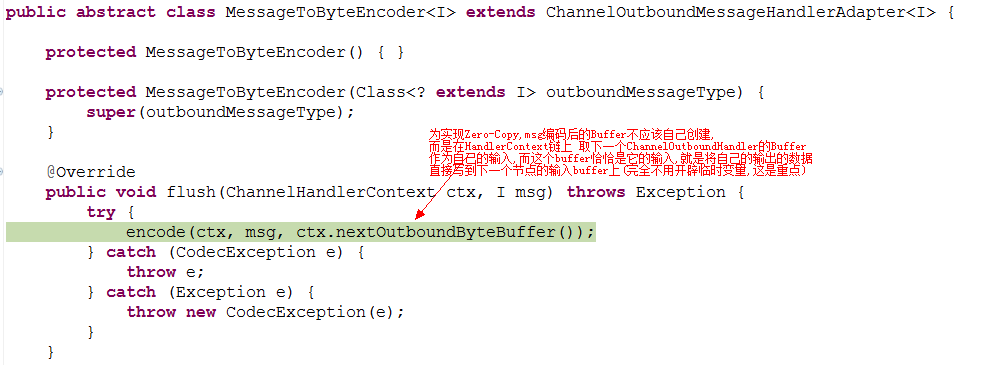 public abstract class MessageToByteEncoder<I> extends ChannelOutboundMessageHandlerAdapter<I> {
protected MessageToByteEncoder() { }
protected MessageToByteEncoder(Class<? extends I> outboundMessageType) {
super(outboundMessageType);
}
为实现Zero-Copy,msg编码后的Buffer不应该自己创建,
而是在HandlerContext链上 取下一个ChannelOutboundHandler的Buffer
作为自己的输入,而这个buffer恰恰是它的输入,就是将自己的输出的数据
直接写到下一个节点的输入buffer上(完全不用开辟临时变量,这是重点)
@Override
public void flush(ChannelHandlerContext ctx, I msg) throws Exception {
try {
encode(ctx, msg, ctx.nextOutboundByteBuffer());
} catch (CodecException e) {
throw e;
} catch (Exception e) {
throw new CodecException(e);
}
}